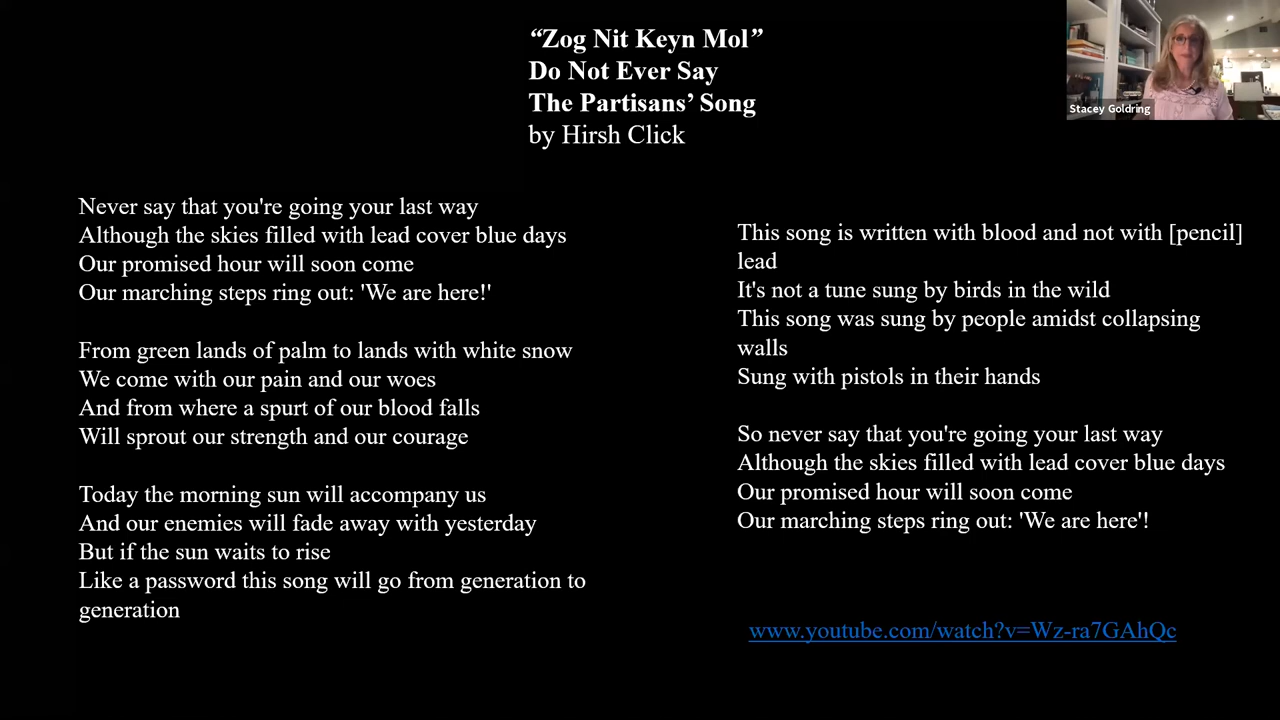 “Zog Nit Keyn Mol”
Do Not Ever Say
The Partisans’ Song
by Hirsh Click
Stacey Goldring
Never say that you're going your last way
Although the skies filled with lead cover blue days
Our promised hour will soon come
Our marching steps ring out: 'We are here!'
From green lands of palm to lands with white snow
We come with our pain and our woes
And from where a spurt of our blood falls
Will sprout our strength and our courage
Today the morning sun will accompany us
And our enemies will fade away with yesterday
But if the sun waits to rise
Like a password this song will go from generation to
generation
This song is written with blood and not with [pencil]
lead
It's not a tune sung by birds in the wild
This song was sung by people amidst collapsing
walls
Sung with pistols in their hands
So never say that you're going your last way
Although the skies filled with lead cover blue days
Our promised hour will soon come
Our marching steps ring out: 'We are here'!
www.youtube.com/watch?v=Wz-ra7GAhQc